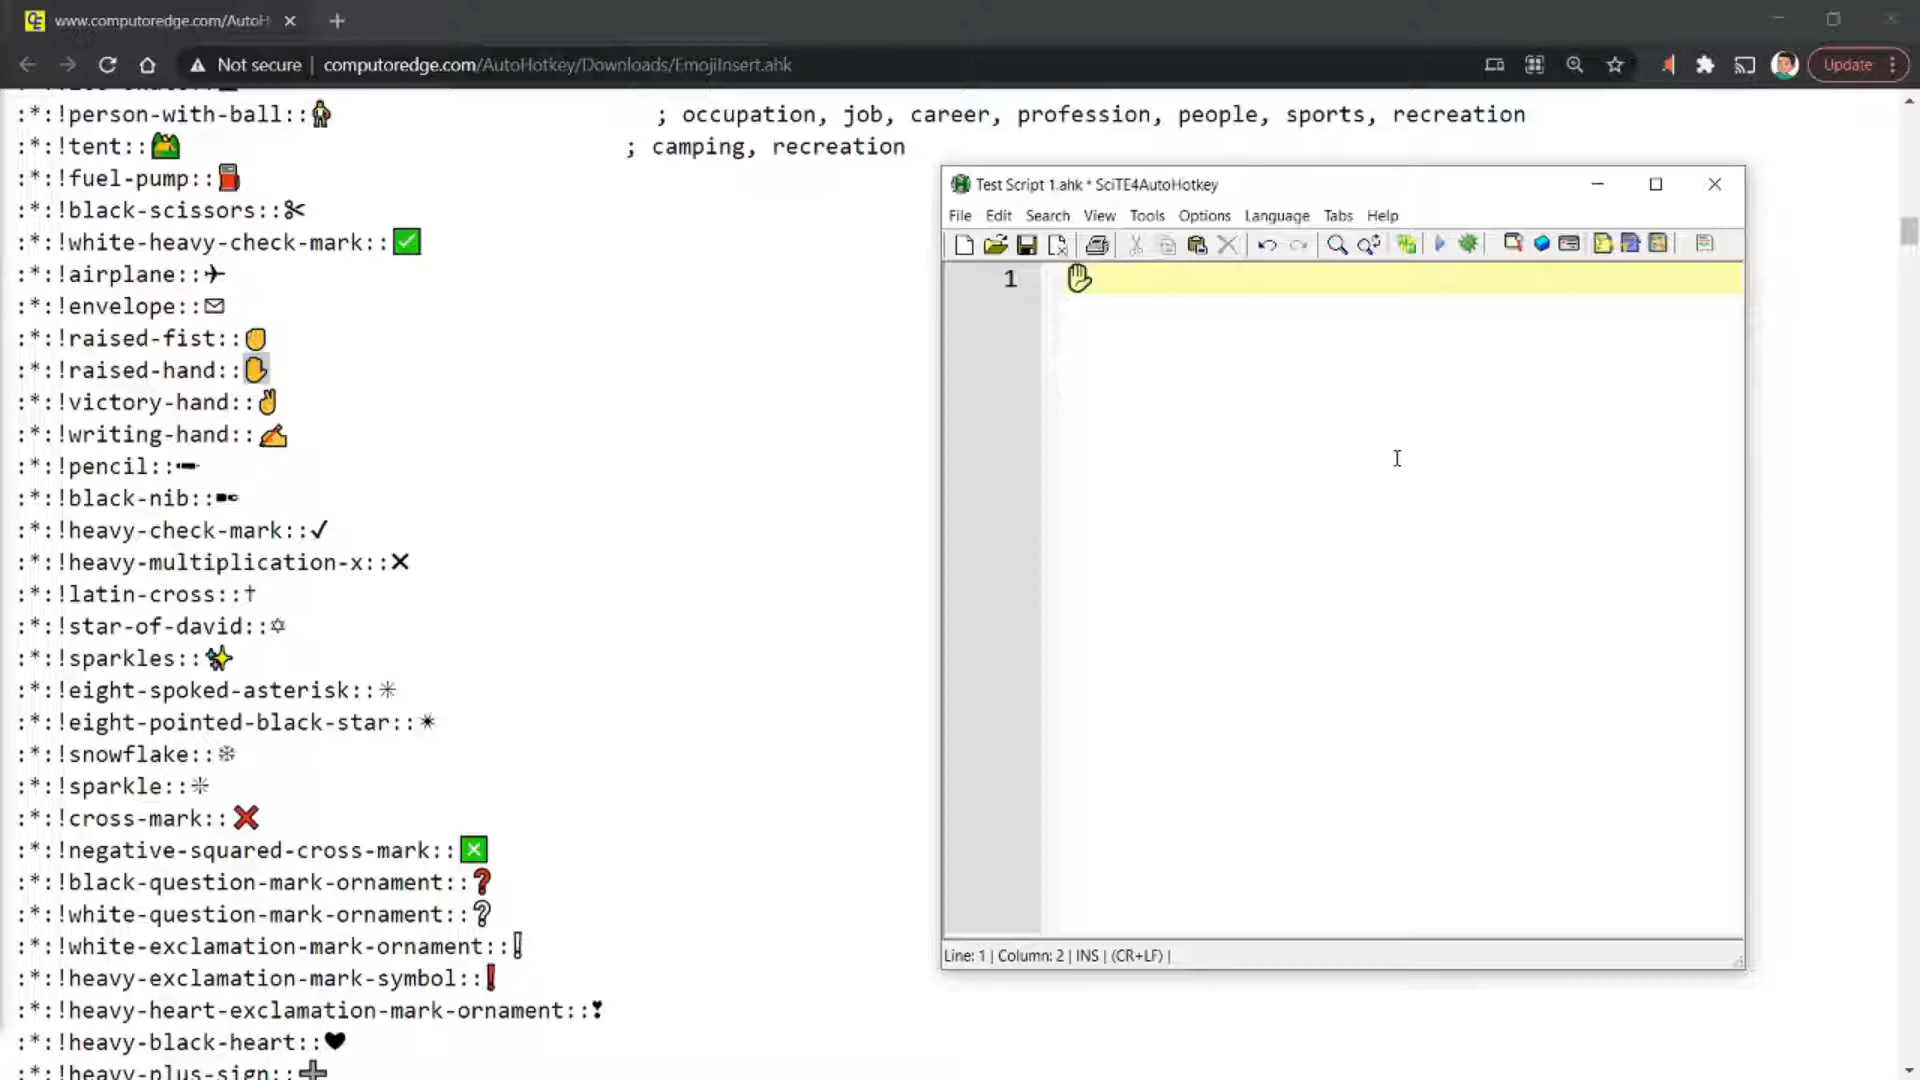 www.computoredge.com/AutoH
Not secure | computoredge.com/AutoHotkey/Downloads/EmojiInsert.ahk
Update
:*:!person-with-ball::⛹ ; occupation, job, career, profession, people, sports, recreation
:*:!tent::⛺ ; camping, recreation
:*:!fuel-pump::⛽
:*:!black-scissors::✂
:*:!white-heavy-check-mark::✅
:*:!airplane::✈
:*:!envelope::✉
:*:!raised-fist::✊
:*:!raised-hand::✋
:*:!victory-hand::✌
:*:!writing-hand::✍
:*:!pencil::✏
:*:!black-nib::✒
:*:!heavy-check-mark::✔
:*:!heavy-multiplication-x::✖
:*:!latin-cross::✝
:*:!star-of-david::✡
:*:!sparkles::✨
:*:!eight-spoked-asterisk::✳
:*:!eight-pointed-black-star::✴
:*:!snowflake::❄
:*:!sparkle::❇
:*:!cross-mark::❌
:*:!negative-squared-cross-mark::❎
:*:!black-question-mark-ornament::❓
:*:!white-question-mark-ornament::❔
:*:!white-exclamation-mark-ornament::❕
:*:!heavy-exclamation-mark-symbol::❗
:*:!heavy-heart-exclamation-mark-ornament::❣
:*:!heavy-black-heart::❤
:*:!heavy-plus-sign::➕
Test Script 1.ahk * SciTE4AutoHotkey
File Edit Search View Tools Options Language Tabs Help
1 ✋
Line: 1 | Column: 2 | INS | (CR+LF) |